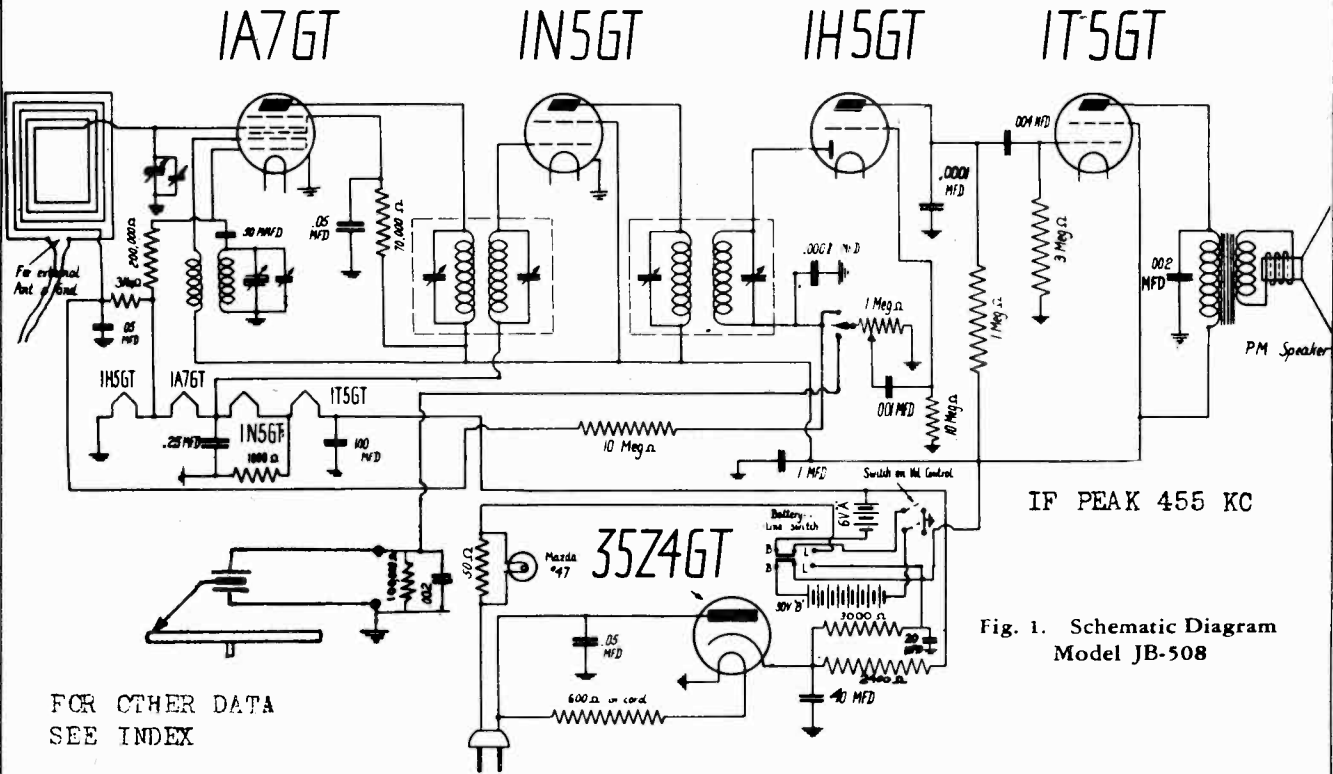 1A7GT
1N5GT
1H5GT
1T5GT
.004 MFD
.0001
MFD
.05
MFD
70,000 Ω
200,000Ω
.90 MMFD
For external
Ant & Gnd.
3MegΩ
.05
MFD
.0001 MFD
1 Meg Ω
1 Meg Ω
3 Meg Ω
.002
MFD
PM Speaker
1H5GT
1A7GT
1T5GT
1N5GT
.25 MFD
1000 Ω
100
MFD
10 Meg Ω
.001 MFD
10 Meg Ω
.1 MFD
Switch on Vol Control
IF PEAK 455 KC
6V "A"
Battery
Line Switch
B
L
B
L
90V "B"
3000 Ω
20
MFD
2400 Ω
40 MFD
35Z4GT
50 Ω
Mazda
#47
100,000 Ω
.002
.05
MFD
600 Ω in cord
Fig. 1. Schematic Diagram
Model JB-508
FOR OTHER DATA
SEE INDEX